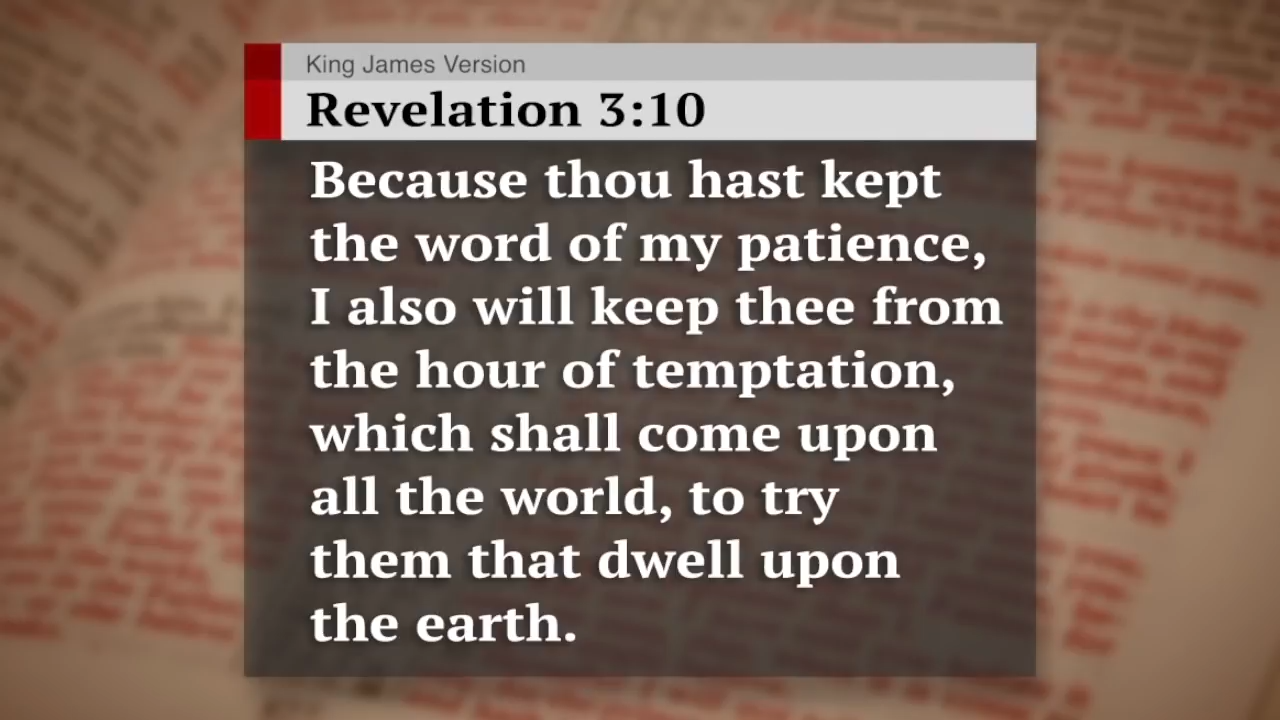 King James Version
Revelation 3:10
Because thou hast kept
the word of my patience,
I also will keep thee from
the hour of temptation,
which shall come upon
all the world, to try
them that dwell upon
the earth.